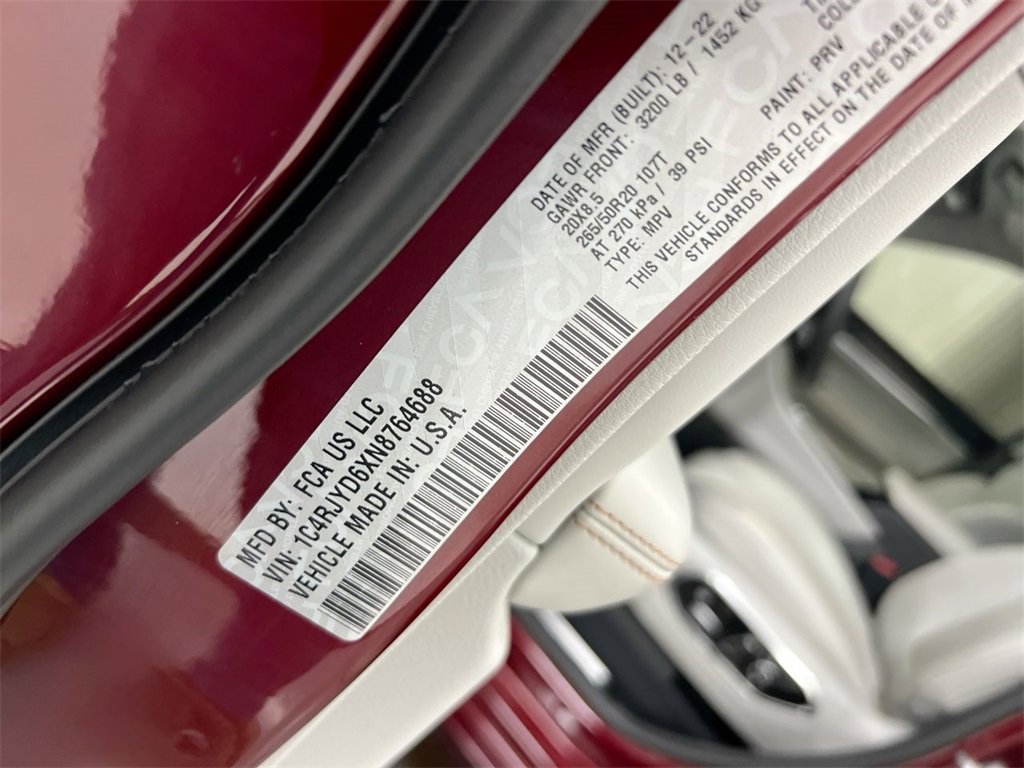 MFD BY: FCA US LLC
VIN: 1C4RJYD6XN8764688
VEHICLE MADE IN: U.S.A.
DATE OF MFR (BUILT): 12-22
GAWR FRONT: 3200 LB / 1452 KG
20X8.5
265/50R20 107T
AT 270 kPa / 39 PSI
TYPE: MPV
PAINT: PRV
THIS VEHICLE CONFORMS TO ALL APPLICABLE
STANDARDS IN EFFECT ON THE DATE OF